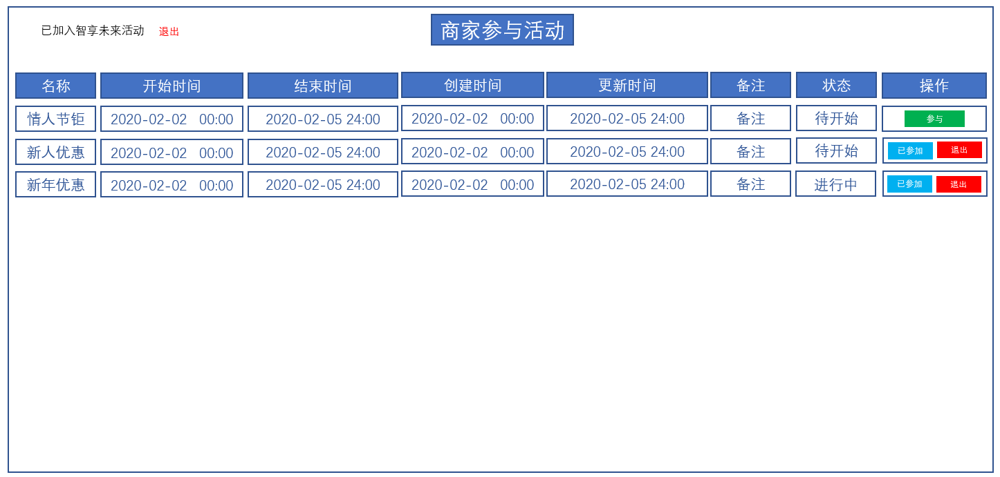 已加入智享未来活动 退出
商家参与活动
名称 开始时间 结束时间 创建时间 更新时间 备注 状态 操作
情人节钜 2020-02-02 00:00 2020-02-05 24:00 2020-02-02 00:00 2020-02-05 24:00 备注 待开始 参与
新人优惠 2020-02-02 00:00 2020-02-05 24:00 2020-02-02 00:00 2020-02-05 24:00 备注 待开始 已参加 退出
新年优惠 2020-02-02 00:00 2020-02-05 24:00 2020-02-02 00:00 2020-02-05 24:00 备注 进行中 已参加 退出